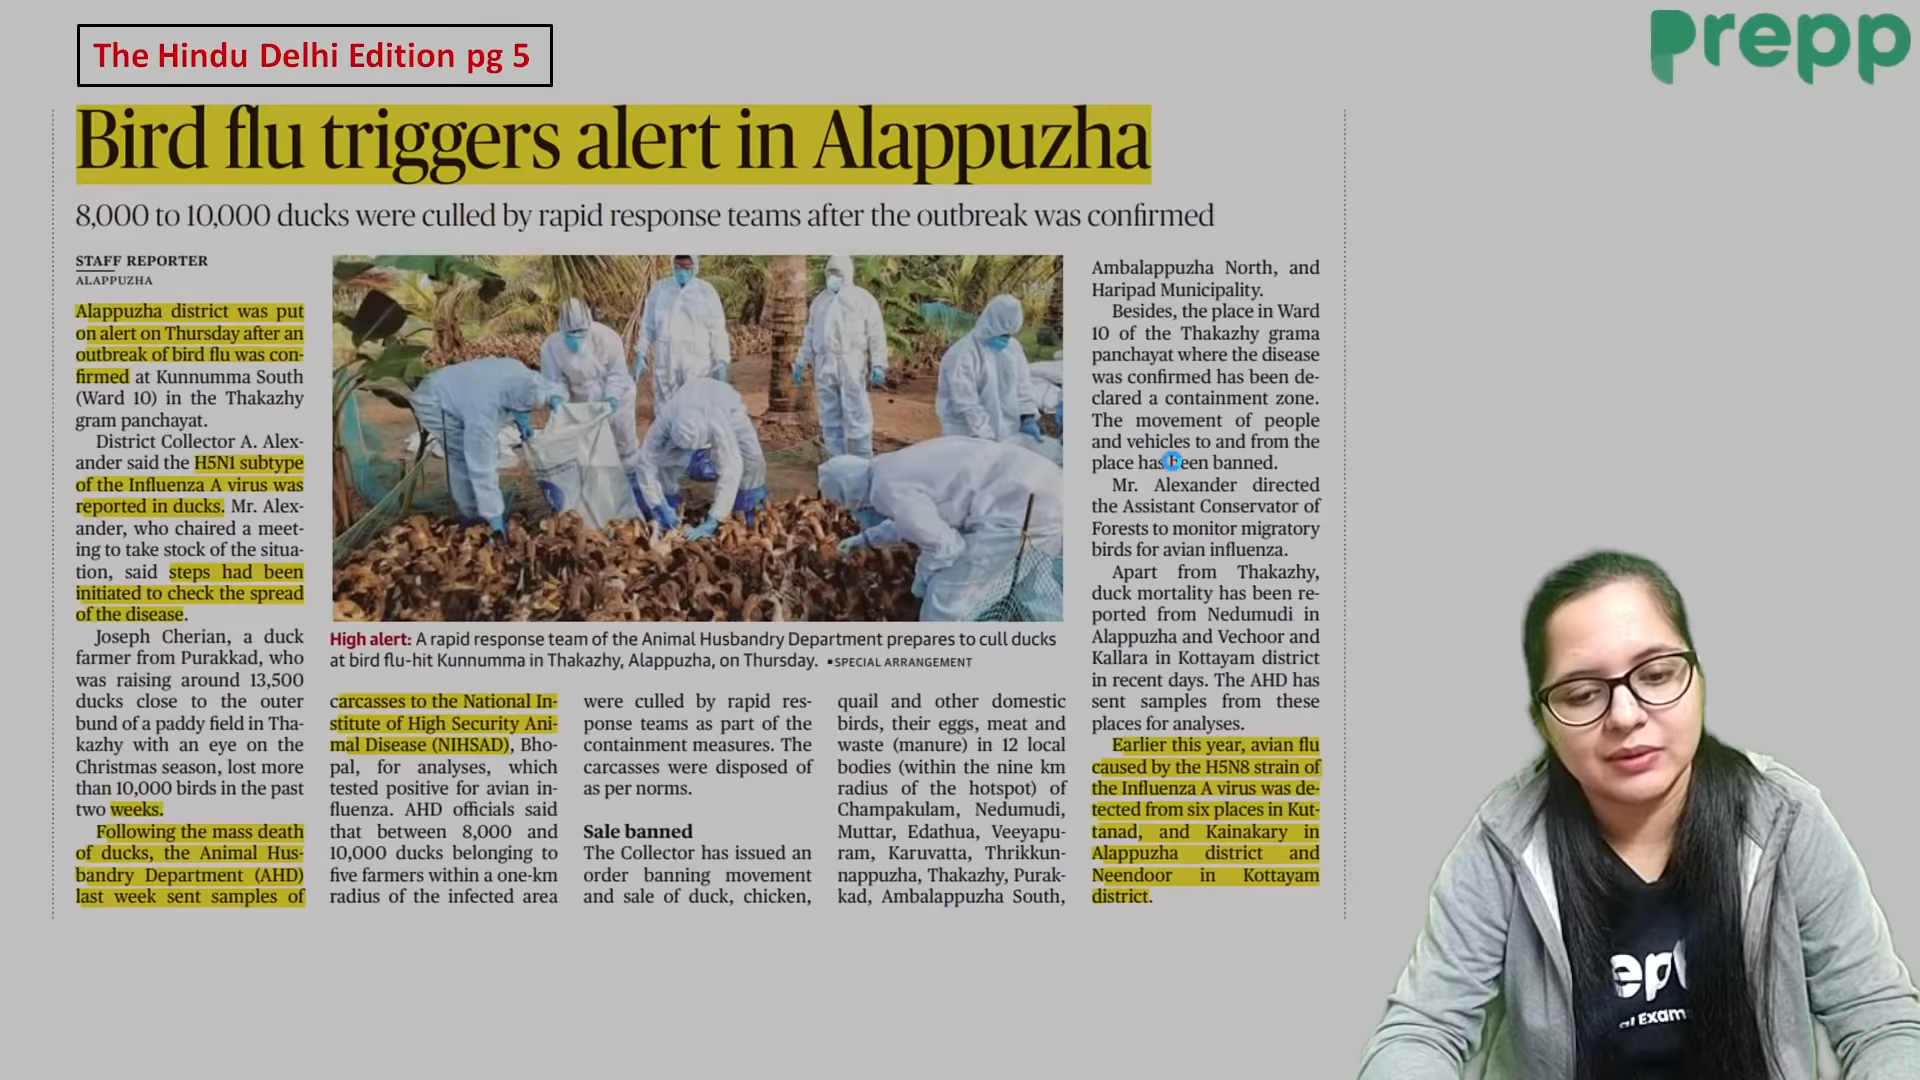 The Hindu Delhi Edition pg 5
prepp
Bird flu triggers alert in Alappuzha
8,000 to 10,000 ducks were culled by rapid response teams after the outbreak was confirmed
STAFF REPORTER
ALAPPUZHA
Alappuzha district was put
on alert on Thursday after an
outbreak of bird flu was con-
firmed at Kunnumma South
(Ward 10) in the Thakazhy
gram panchayat.
District Collector A. Alex-
ander said the H5N1 subtype
of the Influenza A virus was
reported in ducks. Mr. Alex-
ander, who chaired a meet-
ing to take stock of the situa-
tion, said steps had been
initiated to check the spread
of the disease.
Joseph Cherian, a duck
farmer from Purakkad, who
was raising around 13,500
ducks close to the outer
bund of a paddy field in Tha-
kazhy with an eye on the
Christmas season, lost more
than 10,000 birds in the past
two weeks.
Following the mass death
of ducks, the Animal Hus-
bandry Department (AHD)
last week sent samples of
High alert: A rapid response team of the Animal Husbandry Department prepares to cull ducks
at bird flu-hit Kunnumma in Thakazhy, Alappuzha, on Thursday. ▪SPECIAL ARRANGEMENT
carcasses to the National In-
stitute of High Security Ani-
mal Disease (NIHSAD), Bho-
pal, for analyses, which
tested positive for avian in-
fluenza. AHD officials said
that between 8,000 and
10,000 ducks belonging to
five farmers within a one-km
radius of the infected area
were culled by rapid res-
ponse teams as part of the
containment measures. The
carcasses were disposed of
as per norms.
Sale banned
The Collector has issued an
order banning movement
and sale of duck, chicken,
quail and other domestic
birds, their eggs, meat and
waste (manure) in 12 local
bodies (within the nine km
radius of the hotspot) of
Champakulam, Nedumudi,
Muttar, Edathua, Veeyapu-
ram, Karuvatta, Thrikkun-
nappuzha, Thakazhy, Purak-
kad, Ambalappuzha South,
Ambalappuzha North, and
Haripad Municipality.
Besides, the place in Ward
10 of the Thakazhy grama
panchayat where the disease
was confirmed has been de-
clared a containment zone.
The movement of people
and vehicles to and from the
place has been banned.
Mr. Alexander directed
the Assistant Conservator of
Forests to monitor migratory
birds for avian influenza.
Apart from Thakazhy,
duck mortality has been re-
ported from Nedumudi in
Alappuzha and Vechoor and
Kallara in Kottayam district
in recent days. The AHD has
sent samples from these
places for analyses.
Earlier this year, avian flu
caused by the H5N8 strain of
the Influenza A virus was de-
tected from six places in Kut-
tanad, and Kainakary in
Alappuzha district and
Neendoor in Kottayam
district.